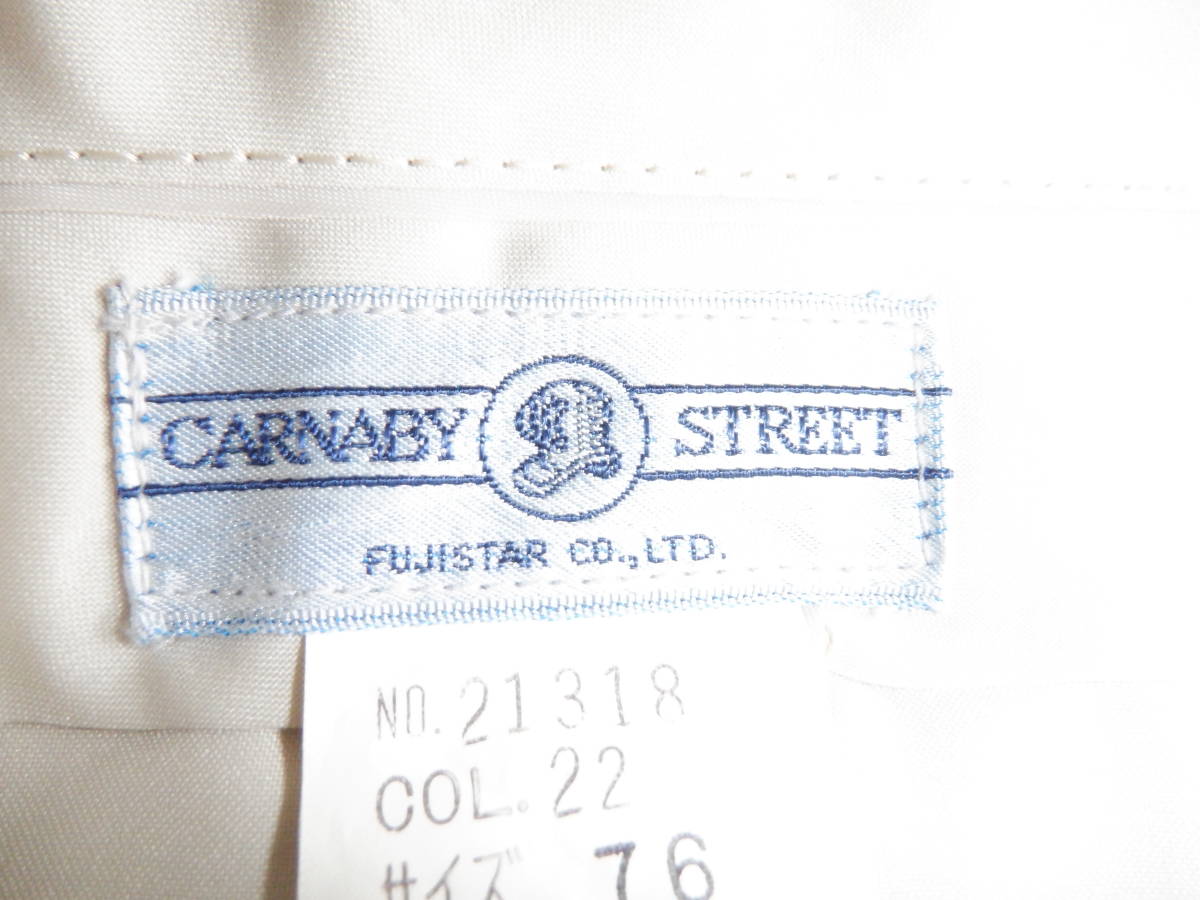 CARNABY STREET
FUJISTAR CO.,LTD.
NO.21318
COL.22
サイズ 76